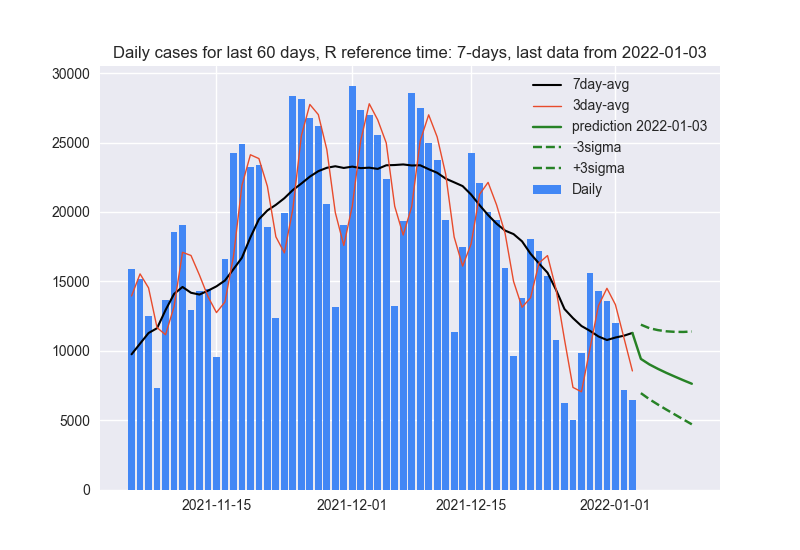 Daily cases for last 60 days, R reference time: 7-days, last data from 2022-01-03
30000
25000
20000
15000
10000
5000
0
7day-avg
3day-avg
prediction 2022-01-03
-3sigma
+3sigma
Daily
2021-11-15
2021-12-01
2021-12-15
2022-01-01